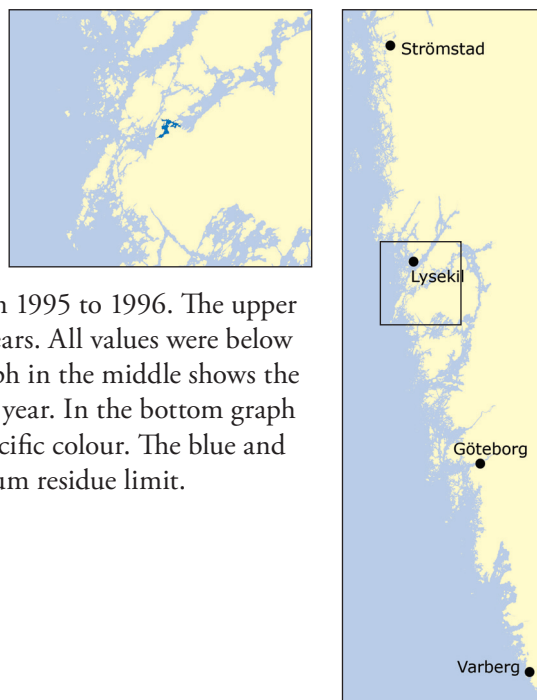 Strömstad
Lysekil
Göteborg
Varberg
n 1995 to 1996. The upper
ears. All values were below
ph in the middle shows the
year. In the bottom graph
cific colour. The blue and
um residue limit.